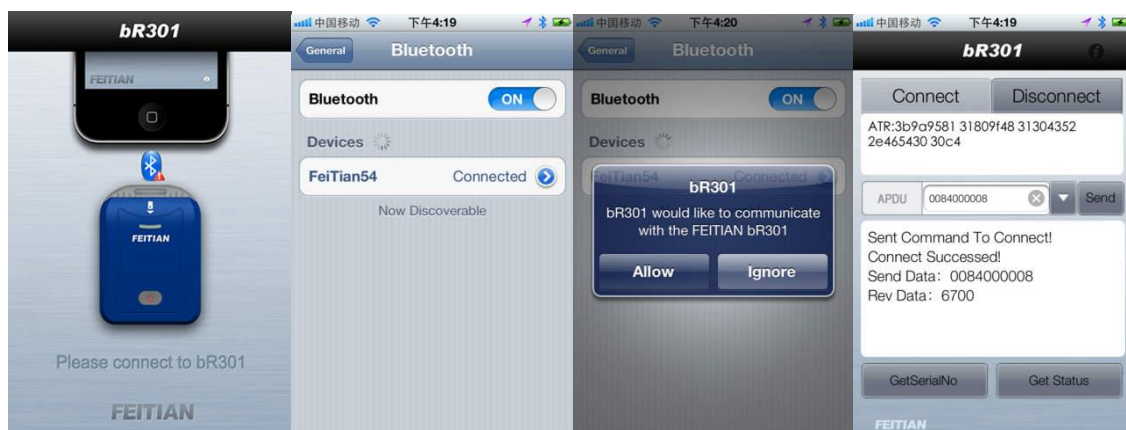 bR301
FEITIAN
FEITIAN
Please connect to bR301
FEITIAN
中国移动 下午4:19
General Bluetooth
Bluetooth ON
Devices
FeiTian54 Connected
Now Discoverable
中国移动 下午4:20
General Bluetooth
Bluetooth ON
Devices
FeiTian54 Connected
bR301
bR301 would like to communicate
with the FEITIAN bR301
Allow Ignore
中国移动 下午4:19
bR301
Connect Disconnect
ATR:3b9a9581 31809f48 31304352
2e465430 30c4
APDU 0084000008 Send
Sent Command To Connect!
Connect Successed!
Send Data: 0084000008
Rev Data: 6700
GetSerialNo Get Status
FEITIAN